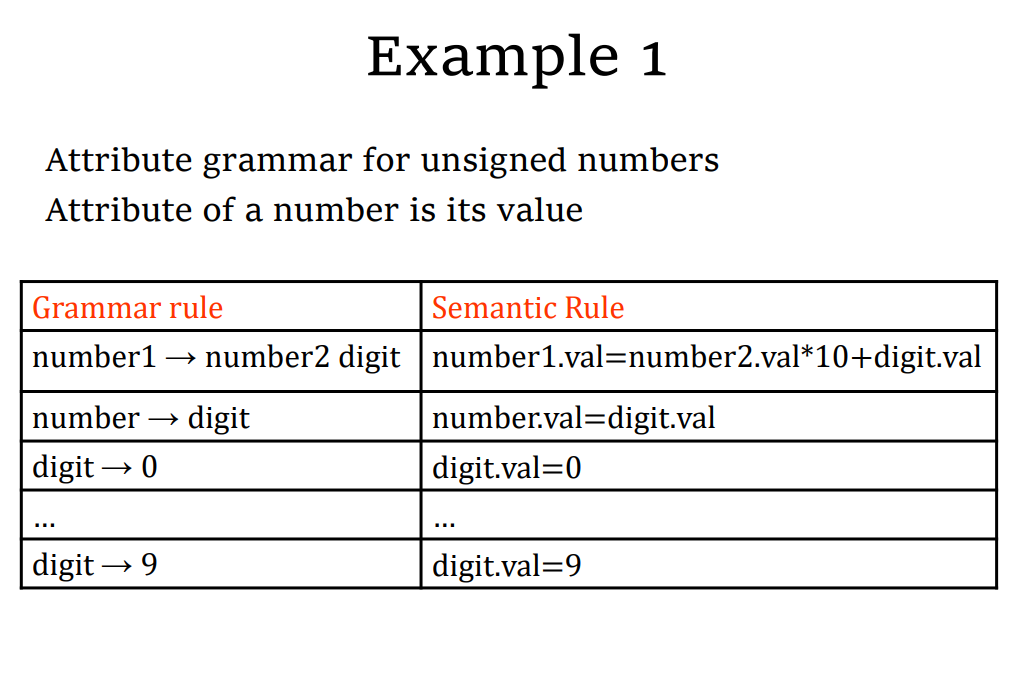 Example 1
Attribute grammar for unsigned numbers
Attribute of a number is its value
Grammar rule
Semantic Rule
number1 → number2 digit
number1.val=number2.val*10+digit.val
number → digit
number.val=digit.val
digit → 0
digit.val=0
...
...
digit → 9
digit.val=9